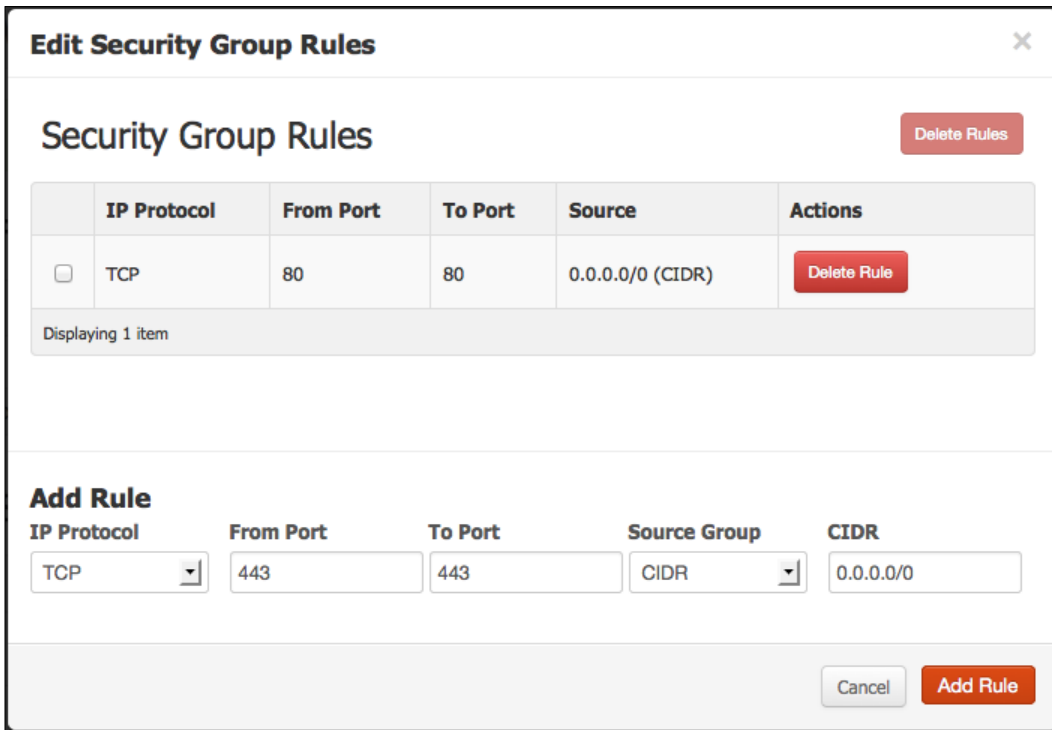 Edit Security Group Rules ×
Security Group Rules Delete Rules
IP Protocol From Port To Port Source Actions
TCP 80 80 0.0.0.0/0 (CIDR) Delete Rule
Displaying 1 item
Add Rule
IP Protocol From Port To Port Source Group CIDR
TCP 443 443 CIDR 0.0.0.0/0
Cancel Add Rule